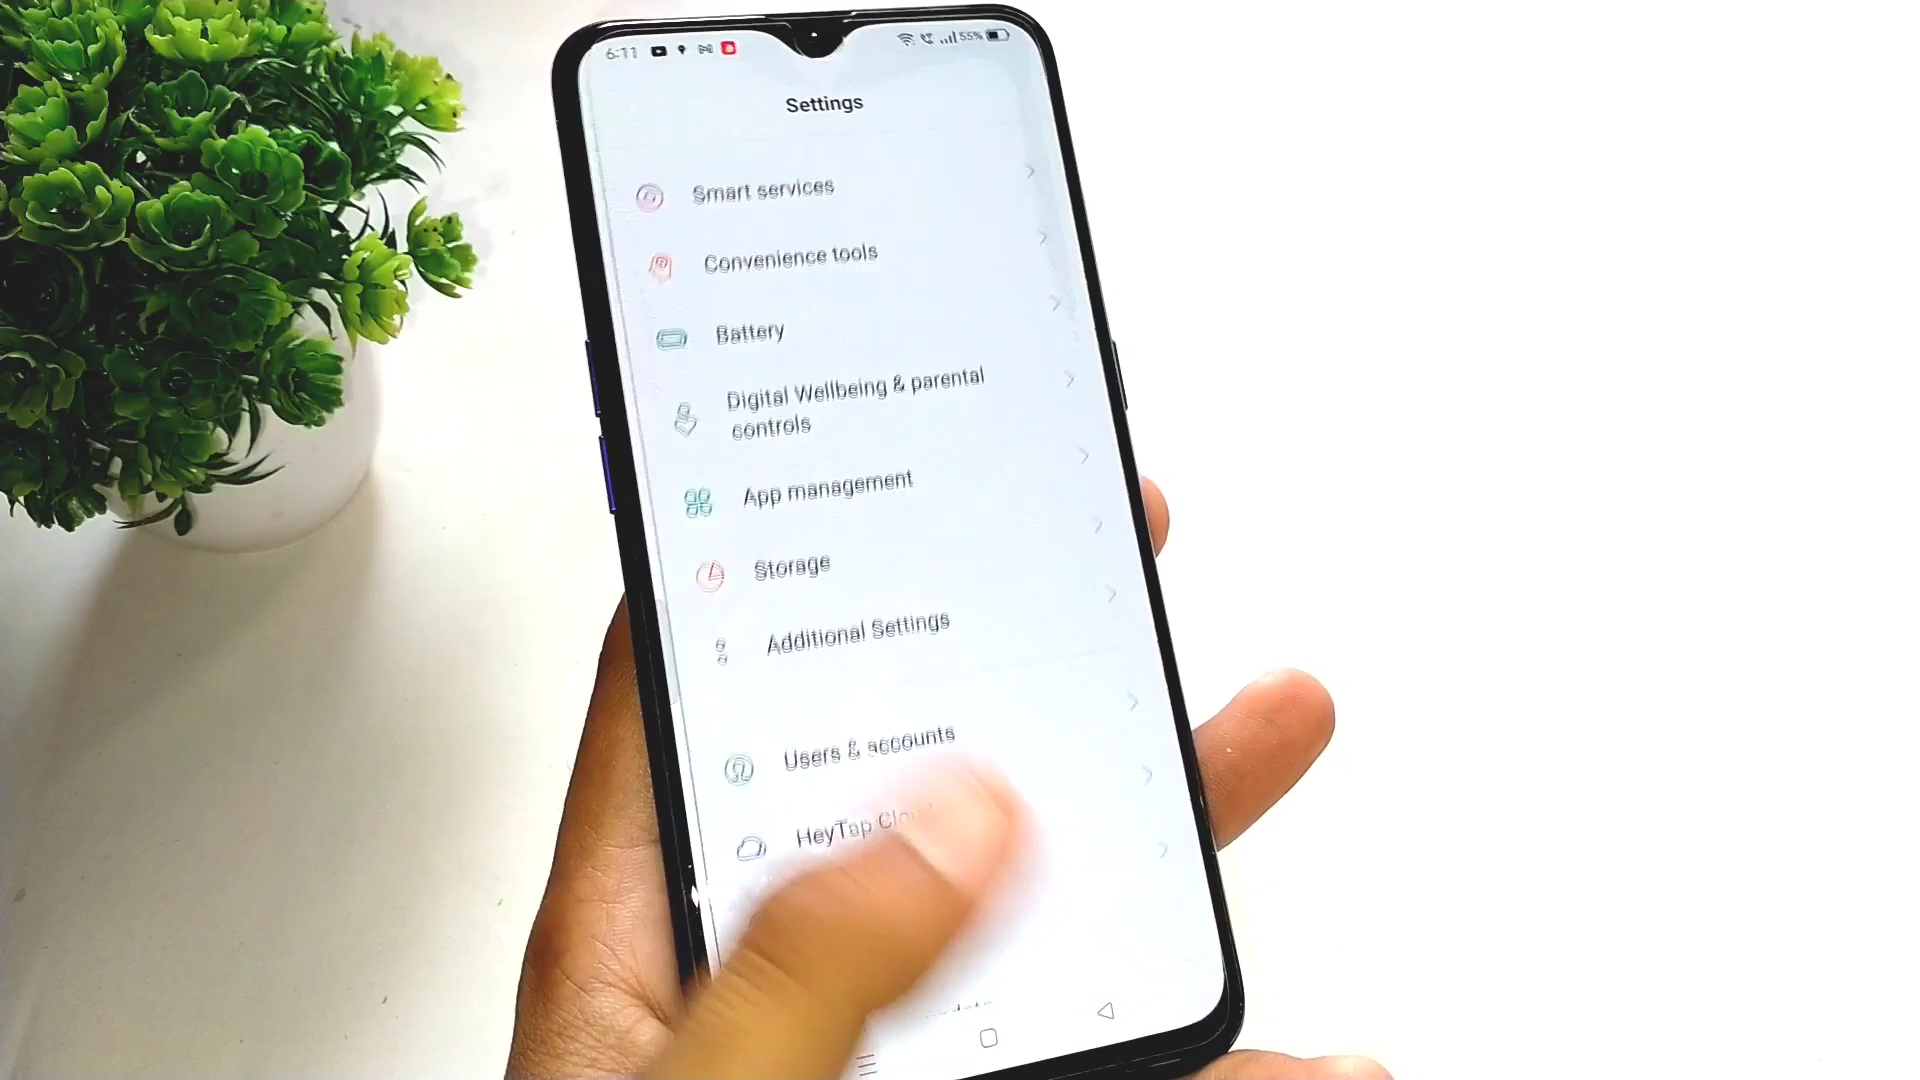 6:11
55%
Settings
Smart services
Convenience tools
Battery
Digital Wellbeing & parental
controls
App management
Storage
Additional Settings
Users & accounts
HeyTap